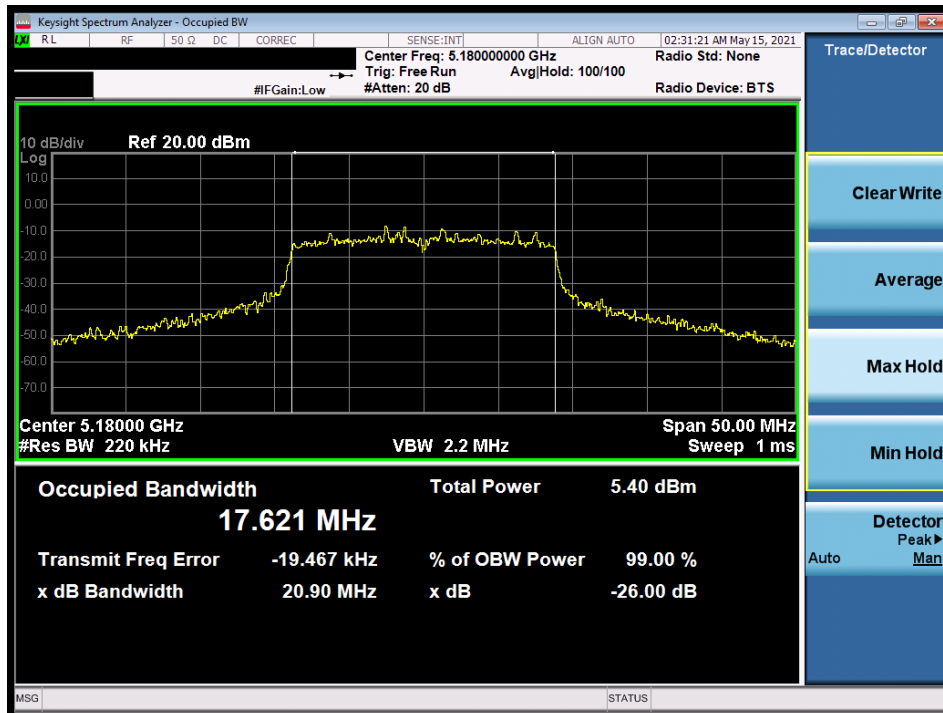 Keysight Spectrum Analyzer - Occupied BW
LXI RL RF 50 Ω DC CORREC SENSE:INT ALIGN AUTO 02:31:21 AM May 15, 2021
Center Freq: 5.180000000 GHz Radio Std: None
Trig: Free Run Avg|Hold: 100/100
#IFGain:Low #Atten: 20 dB Radio Device: BTS
Trace/Detector
10 dB/div Ref 20.00 dBm
Log
10.0
0.00
-10.0
-20.0
-30.0
-40.0
-50.0
-60.0
-70.0
Center 5.18000 GHz Span 50.00 MHz
#Res BW 220 kHz VBW 2.2 MHz Sweep 1 ms
Occupied Bandwidth Total Power 5.40 dBm
17.621 MHz
Transmit Freq Error -19.467 kHz % of OBW Power 99.00 %
x dB Bandwidth 20.90 MHz x dB -26.00 dB
Clear Write
Average
Max Hold
Min Hold
Detector
Peak▶
Auto Man
MSG STATUS